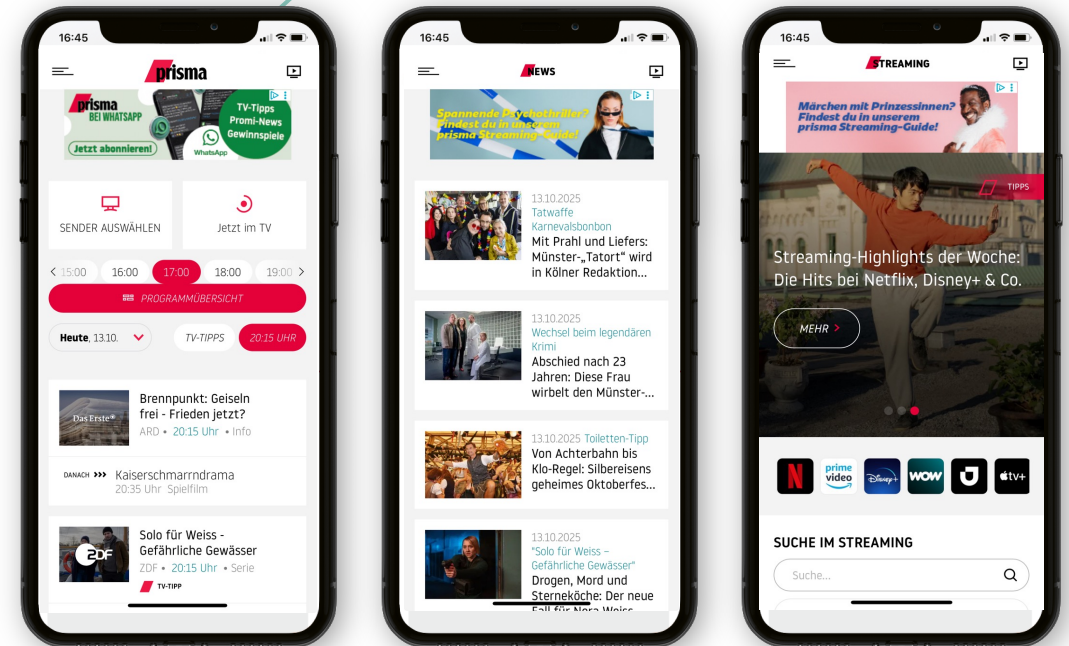 16:45
prisma
prisma
BEI WHATSAPP
Jetzt abonnieren!
WhatsApp
TV-Tipps
Promi-News
Gewinnspiele
SENDER AUSWÄHLEN
Jetzt im TV
15:00 16:00 17:00 18:00 19:00
PROGRAMMÜBERSICHT
Heute, 13.10. TV-TIPPS 20:15 UHR
Das Erste
Brennpunkt: Geiseln
frei - Frieden jetzt?
ARD • 20:15 Uhr • Info
DANACH >>> Kaiserschmarrndrama
20:35 Uhr Spielfilm
ZDF
Solo für Weiss -
Gefährliche Gewässer
ZDF • 20:15 Uhr • Serie
TV-TIPP
16:45
NEWS
Spannende Psychothriller?
Findest du in unserem
prisma Streaming-Guide!
13.10.2025
Tatwaffe
Karnevalsbonbon
Mit Prahl und Liefers:
Münster-„Tatort“ wird
in Kölner Redaktion...
13.10.2025
Wechsel beim legendären
Krimi
Abschied nach 23
Jahren: Diese Frau
wirbelt den Münster-...
13.10.2025 Toiletten-Tipp
Von Achterbahn bis
Klo-Regel: Silbereisens
geheimes Oktoberfes...
13.10.2025
"Solo für Weiss –
Gefährliche Gewässer"
Drogen, Mord und
Sterneköche: Der neue
Fall für Nora Weiss
16:45
STREAMING
Märchen mit Prinzessinnen?
Findest du in unserem
prisma Streaming-Guide!
TIPPS
Streaming-Highlights der Woche:
Die Hits bei Netflix, Disney+ & Co.
MEHR >
N
prime
video
Disney+
WOW
tv+
SUCHE IM STREAMING
Suche...